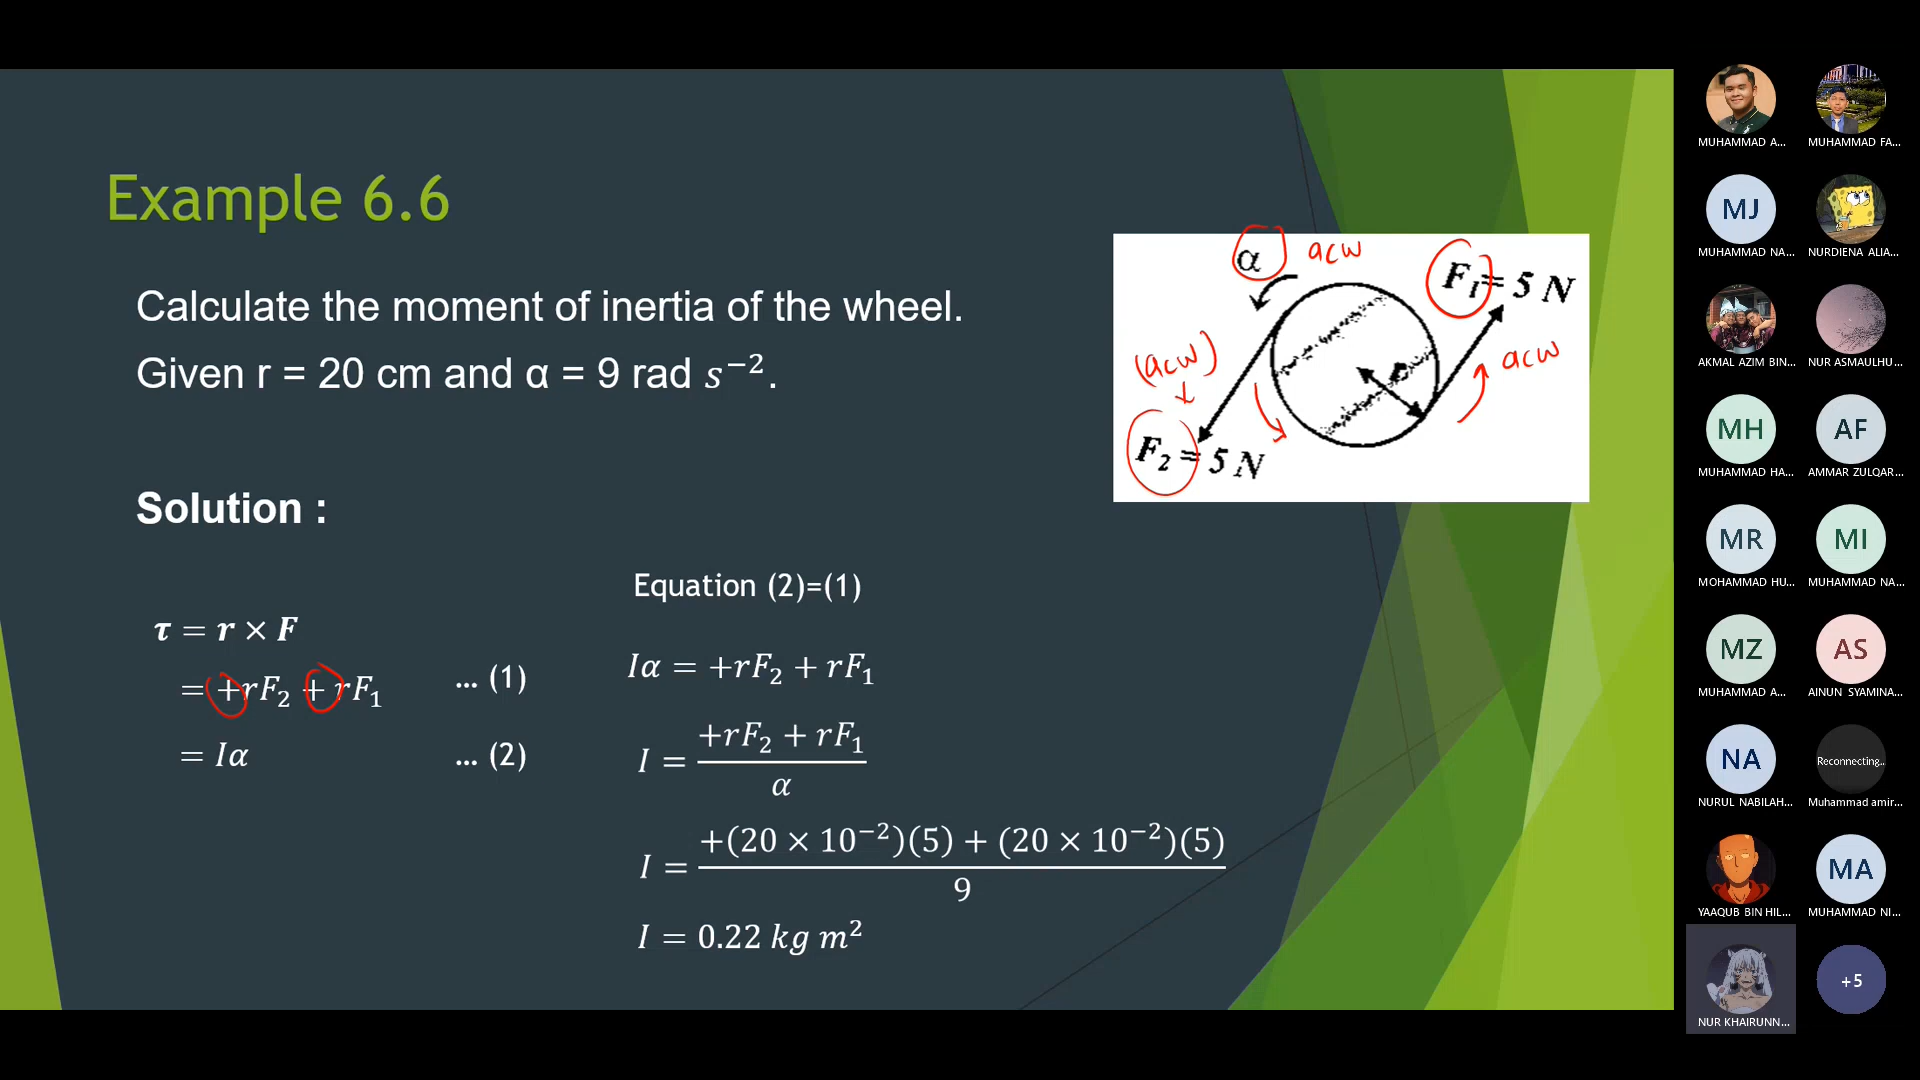 Example 6.6
Calculate the moment of inertia of the wheel.
Given r = 20 cm and α = 9 rad s⁻².
α acw
F₁ = 5 N
(acw)
+
acw
r
F₂ = 5 N
Solution :
τ = r × F
= +rF₂ + rF₁ ... (1)
= Iα ... (2)
Equation (2)=(1)
Iα = +rF₂ + rF₁
I = +rF₂ + rF₁
α
I = +(20 × 10⁻²)(5) + (20 × 10⁻²)(5)
9
I = 0.22 kg m²
MUHAMMAD A...
MUHAMMAD FA...
MJ
MUHAMMAD NA...
NURDIENA ALIA...
AKMAL AZIM BIN...
NUR ASMAULHU...
MH
MUHAMMAD HA...
AF
AMMAR ZULQAR...
MR
MOHAMMAD HU...
MI
MUHAMMAD NA...
MZ
MUHAMMAD A...
AS
AINUN SYAMINA...
NA
NURUL NABILAH...
Reconnecting...
Muhammad amir...
YAAQUB BIN HIL...
MA
MUHAMMAD NI...
NUR KHAIRUNN...
+5